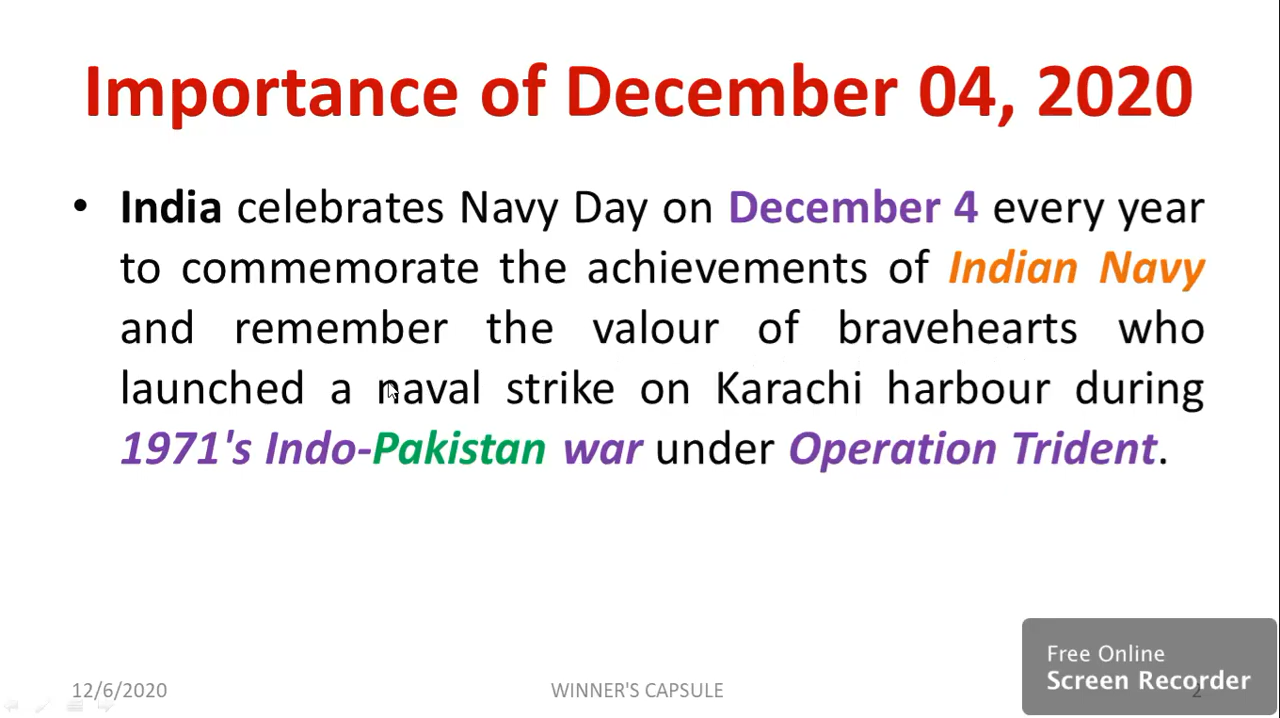 Importance of December 04, 2020
• India celebrates Navy Day on December 4 every year
to commemorate the achievements of Indian Navy
and remember the valour of bravehearts who
launched a naval strike on Karachi harbour during
1971's Indo-Pakistan war under Operation Trident.
12/6/2020
WINNER'S CAPSULE
2
Free Online
Screen Recorder